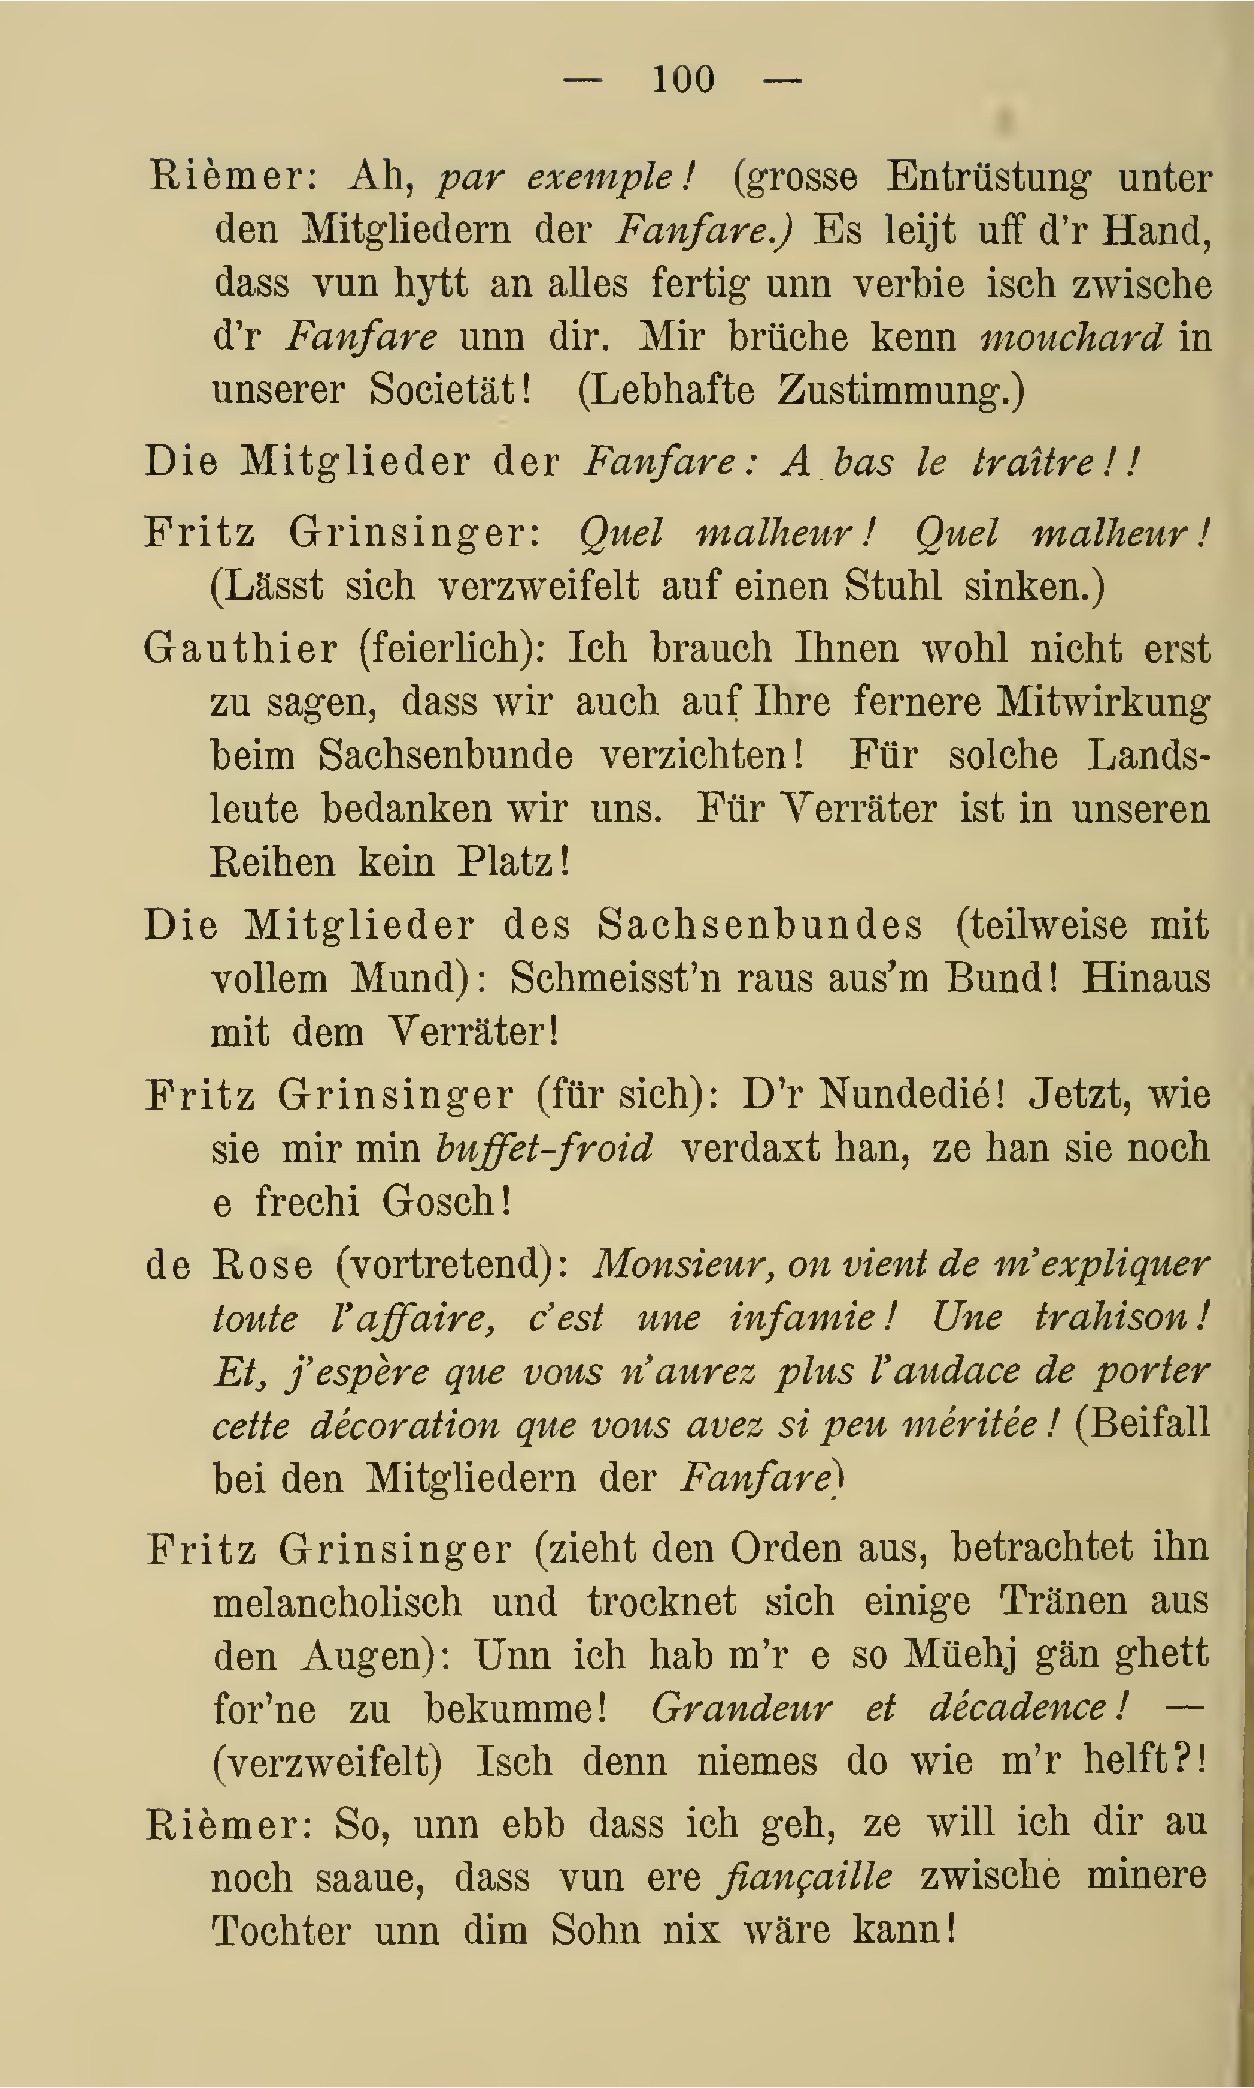 — 100 —
Rièmer: Ah, par exemple! (grosse Entrüstung unter
den Mitgliedern der Fanfare.) Es leijt uff d'r Hand,
dass vun hytt an alles fertig unn verbie isch zwische
d'r Fanfare unn dir. Mir brüche kenn mouchard in
unserer Societät! (Lebhafte Zustimmung.)
Die Mitglieder der Fanfare: A bas le traître!!
Fritz Grinsinger: Quel malheur! Quel malheur!
(Lässt sich verzweifelt auf einen Stuhl sinken.)
Gauthier (feierlich): Ich brauch Ihnen wohl nicht erst
zu sagen, dass wir auch auf Ihre fernere Mitwirkung
beim Sachsenbunde verzichten! Für solche Lands-
leute bedanken wir uns. Für Verräter ist in unseren
Reihen kein Platz!
Die Mitglieder des Sachsenbundes (teilweise mit
vollem Mund): Schmeisst'n raus aus'm Bund! Hinaus
mit dem Verräter!
Fritz Grinsinger (für sich): D'r Nundedié! Jetzt, wie
sie mir min buffet-froid verdaxt han, ze han sie noch
e frechi Gosch!
de Rose (vortretend): Monsieur, on vient de m'expliquer
toute l'affaire, c'est une infamie! Une trahison!
Et, j'espère que vous n'aurez plus l'audace de porter
cette décoration que vous avez si peu méritée! (Beifall
bei den Mitgliedern der Fanfare)
Fritz Grinsinger (zieht den Orden aus, betrachtet ihn
melancholisch und trocknet sich einige Tränen aus
den Augen): Unn ich hab m'r e so Müehj gän ghett
for'ne zu bekumme! Grandeur et décadence! —
(verzweifelt) Isch denn niemes do wie m'r helft?!
Rièmer: So, unn ebb dass ich geh, ze will ich dir au
noch saaue, dass vun ere fiançaille zwische minere
Tochter unn dim Sohn nix wäre kann!